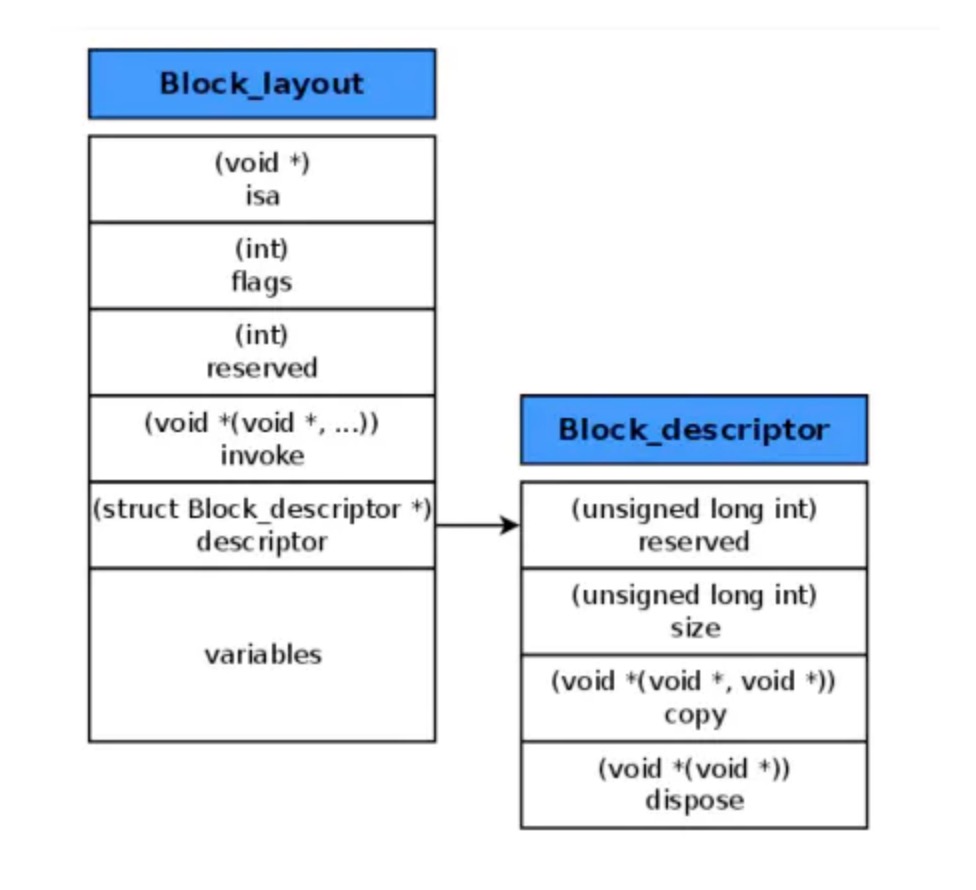 Block_layout
(void *)
isa
(int)
flags
(int)
reserved
(void *(void *, ...))
invoke
(struct Block_descriptor *)
descriptor
variables
Block_descriptor
(unsigned long int)
reserved
(unsigned long int)
size
(void *(void *, void *))
copy
(void *(void *))
dispose